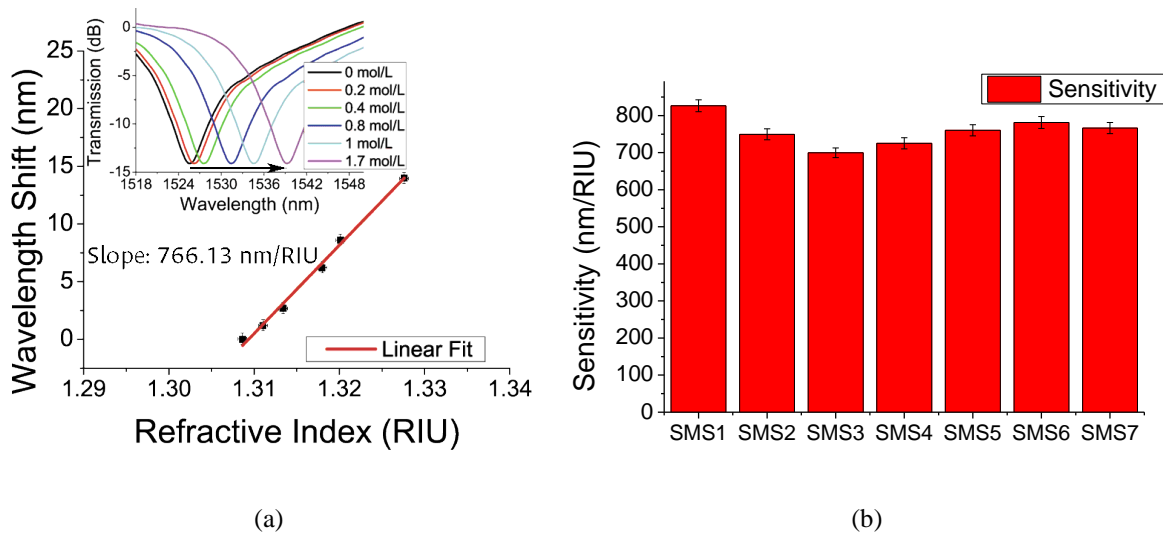 0
-5
-10
-15
Transmission (dB)
1518 1524 1530 1536 1542 1548
Wavelength (nm)
0 mol/L
0.2 mol/L
0.4 mol/L
0.8 mol/L
1 mol/L
1.7 mol/L
25
20
15
10
5
0
Wavelength Shift (nm)
Slope: 766.13 nm/RIU
Linear Fit
1.29 1.30 1.31 1.32 1.33 1.34
Refractive Index (RIU)
(a)
Sensitivity
800
700
600
500
400
300
200
100
0
Sensitivity (nm/RIU)
SMS1 SMS2 SMS3 SMS4 SMS5 SMS6 SMS7
(b)